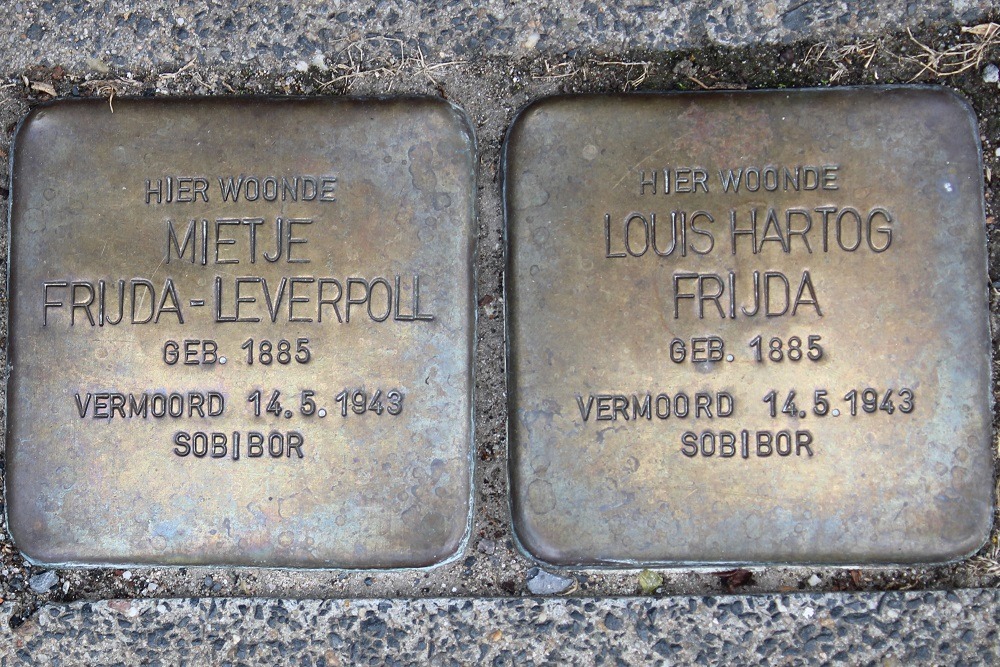 HIER WOONDE
MIETJE
FRIJDA-LEVERPOLL
GEB. 1885
VERMOORD 14.5.1943
SOBIBOR
HIER WOONDE
LOUIS HARTOG
FRIJDA
GEB. 1885
VERMOORD 14.5.1943
SOBIBOR